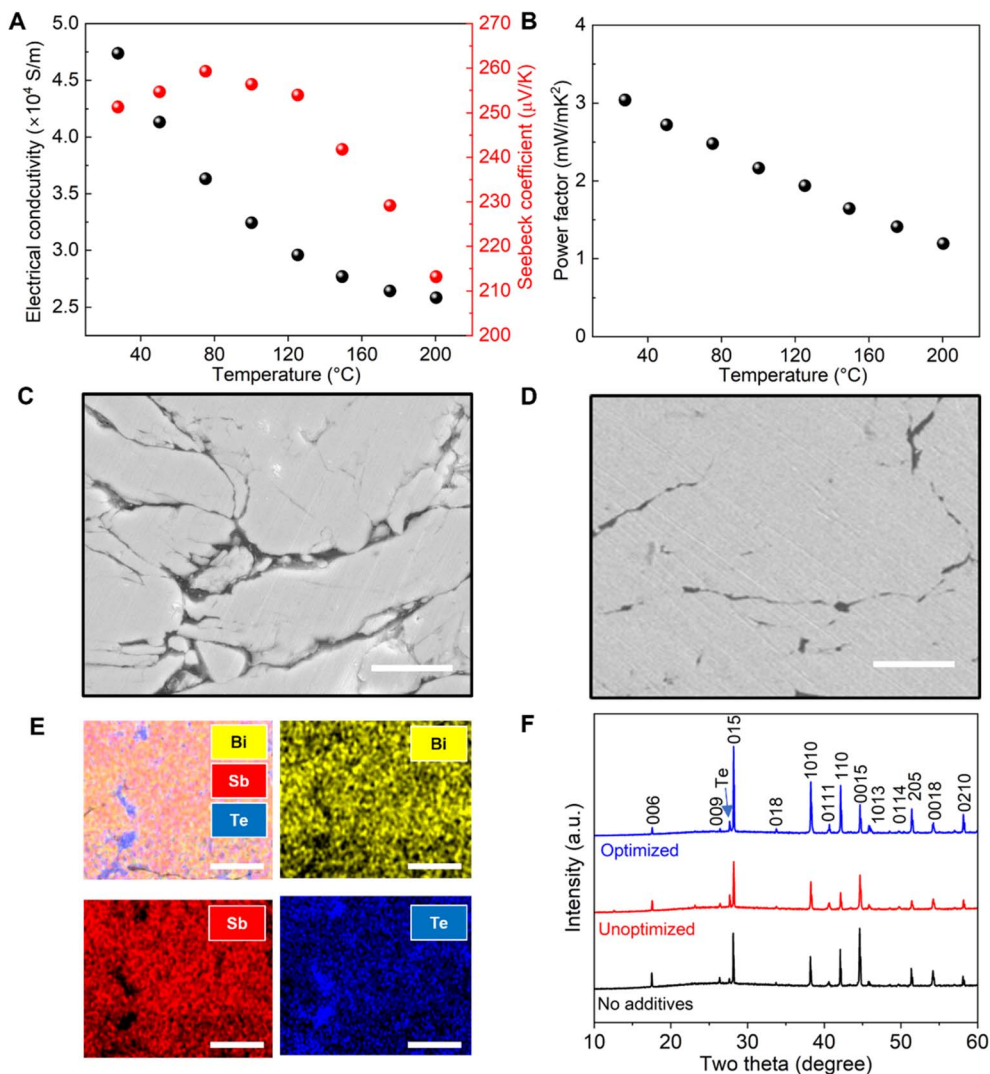 A
Electrical condcutivity (×10⁴ S/m)
5.0
4.5
4.0
3.5
3.0
2.5
270
260
250
240
230
220
210
200
Seebeck coefficient (μV/K)
40 80 120 160 200
Temperature (°C)
B
Power factor (mW/mK²)
4
3
2
1
0
40 80 120 160 200
Temperature (°C)
C
D
E
Bi
Sb
Te
Bi
Sb
Te
F
Intensity (a.u.)
006
009
Te
015
018
1010
0111
110
0015
1013
0114
205
0018
0210
Optimized
Unoptimized
No additives
10 20 30 40 50 60
Two theta (degree)